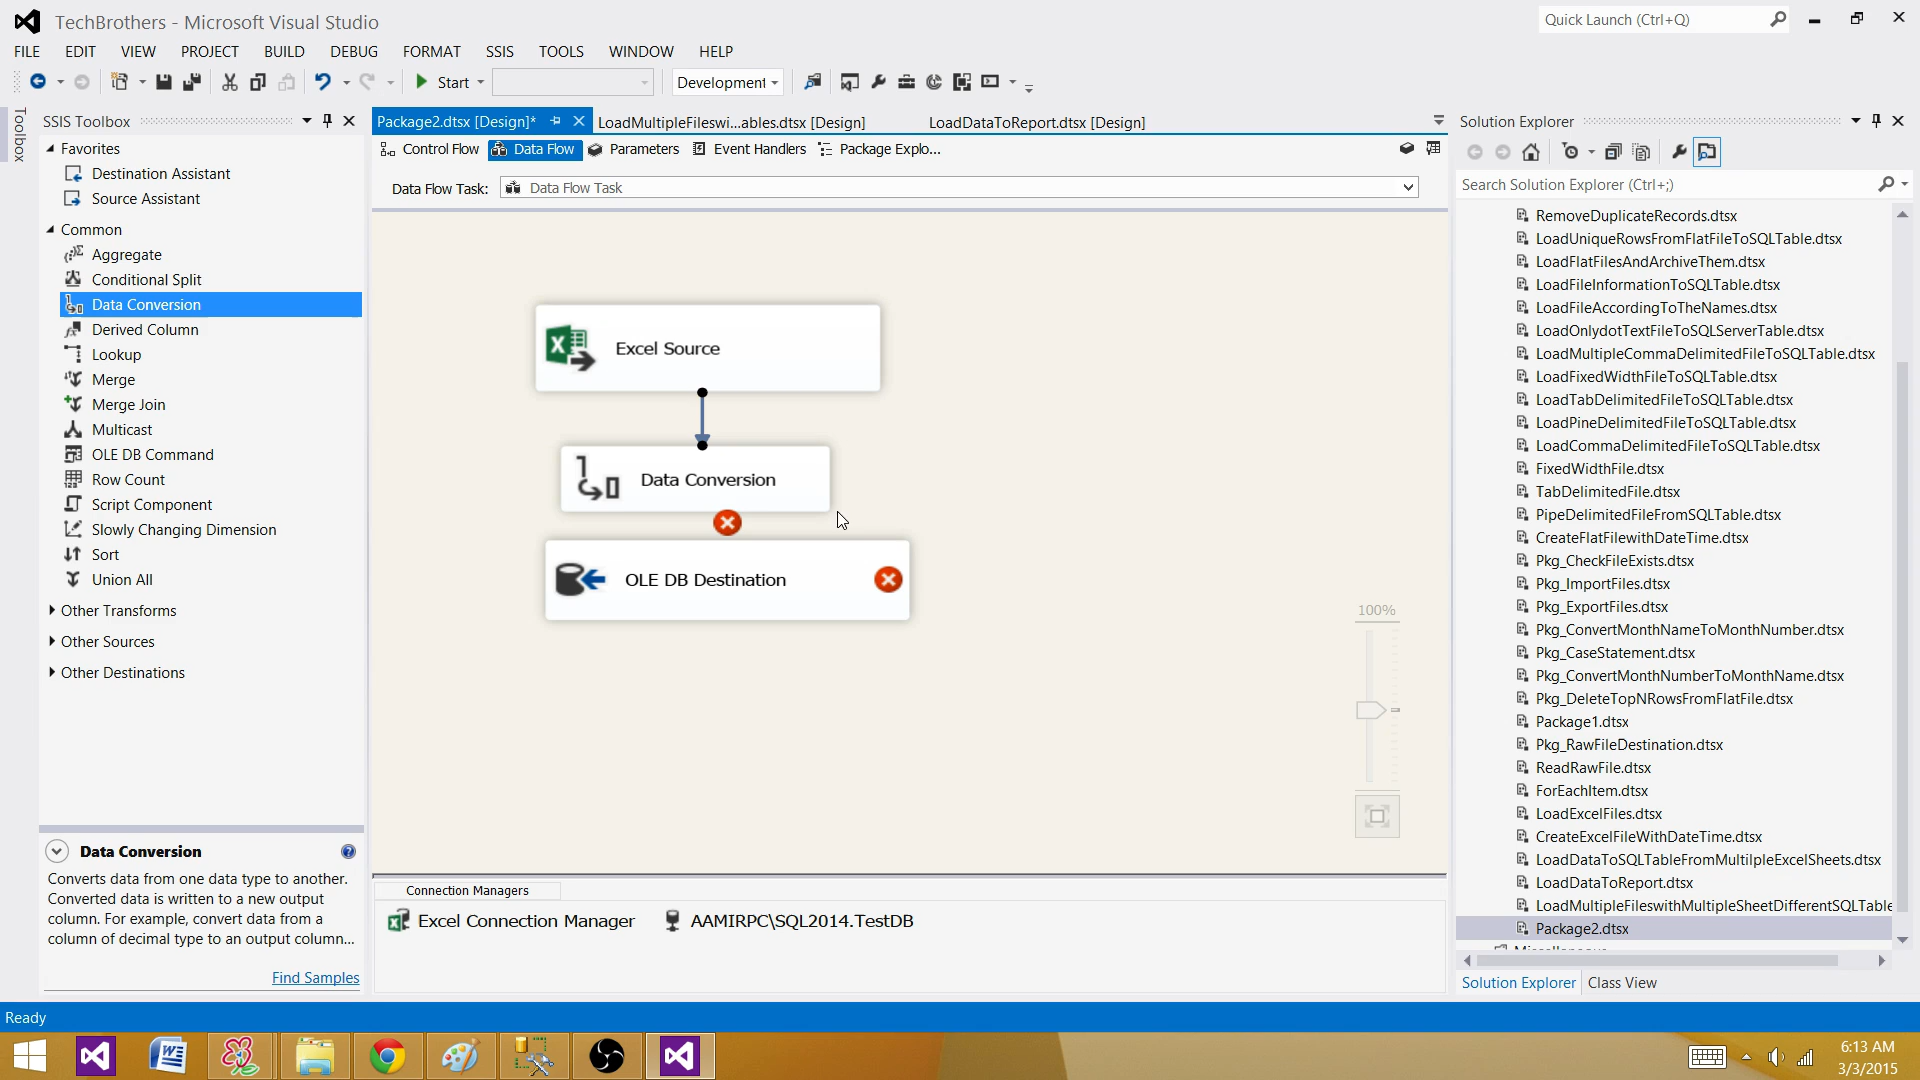 TechBrothers - Microsoft Visual Studio
Quick Launch (Ctrl+Q)
FILE EDIT VIEW PROJECT BUILD DEBUG FORMAT SSIS TOOLS WINDOW HELP
Start Development
Toolbox
SSIS Toolbox
Favorites
Destination Assistant
Source Assistant
Common
Aggregate
Conditional Split
Data Conversion
Derived Column
Lookup
Merge
Merge Join
Multicast
OLE DB Command
Row Count
Script Component
Slowly Changing Dimension
Sort
Union All
Other Transforms
Other Sources
Other Destinations
Data Conversion
Converts data from one data type to another.
Converted data is written to a new output
column. For example, convert data from a
column of decimal type to an output column...
Find Samples
Package2.dtsx [Design]* LoadMultipleFileswi...ables.dtsx [Design] LoadDataToReport.dtsx [Design]
Control Flow Data Flow Parameters Event Handlers Package Explo...
Data Flow Task: Data Flow Task
Excel Source
Data Conversion
OLE DB Destination
100%
Connection Managers
Excel Connection Manager AAMIRPC\SQL2014.TestDB
Solution Explorer
Search Solution Explorer (Ctrl+;)
RemoveDuplicateRecords.dtsx
LoadUniqueRowsFromFlatFileToSQLTable.dtsx
LoadFlatFilesAndArchiveThem.dtsx
LoadFileInformationToSQLTable.dtsx
LoadFileAccordingToTheNames.dtsx
LoadOnlydotTextFileToSQLServerTable.dtsx
LoadMultipleCommaDelimitedFileToSQLTable.dtsx
LoadFixedWidthFileToSQLTable.dtsx
LoadTabDelimitedFileToSQLTable.dtsx
LoadPineDelimitedFileToSQLTable.dtsx
LoadCommaDelimitedFileToSQLTable.dtsx
FixedWidthFile.dtsx
TabDelimitedFile.dtsx
PipeDelimitedFileFromSQLTable.dtsx
CreateFlatFilewithDateTime.dtsx
Pkg_CheckFileExists.dtsx
Pkg_ImportFiles.dtsx
Pkg_ExportFiles.dtsx
Pkg_ConvertMonthNameToMonthNumber.dtsx
Pkg_CaseStatement.dtsx
Pkg_ConvertMonthNumberToMonthName.dtsx
Pkg_DeleteTopNRowsFromFlatFile.dtsx
Package1.dtsx
Pkg_RawFileDestination.dtsx
ReadRawFile.dtsx
ForEachItem.dtsx
LoadExcelFiles.dtsx
CreateExcelFileWithDateTime.dtsx
LoadDataToSQLTableFromMultilpleExcelSheets.dtsx
LoadDataToReport.dtsx
LoadMultipleFileswithMultipleSheetDifferentSQLTable
Package2.dtsx
Solution Explorer Class View
Ready
6:13 AM
3/3/2015